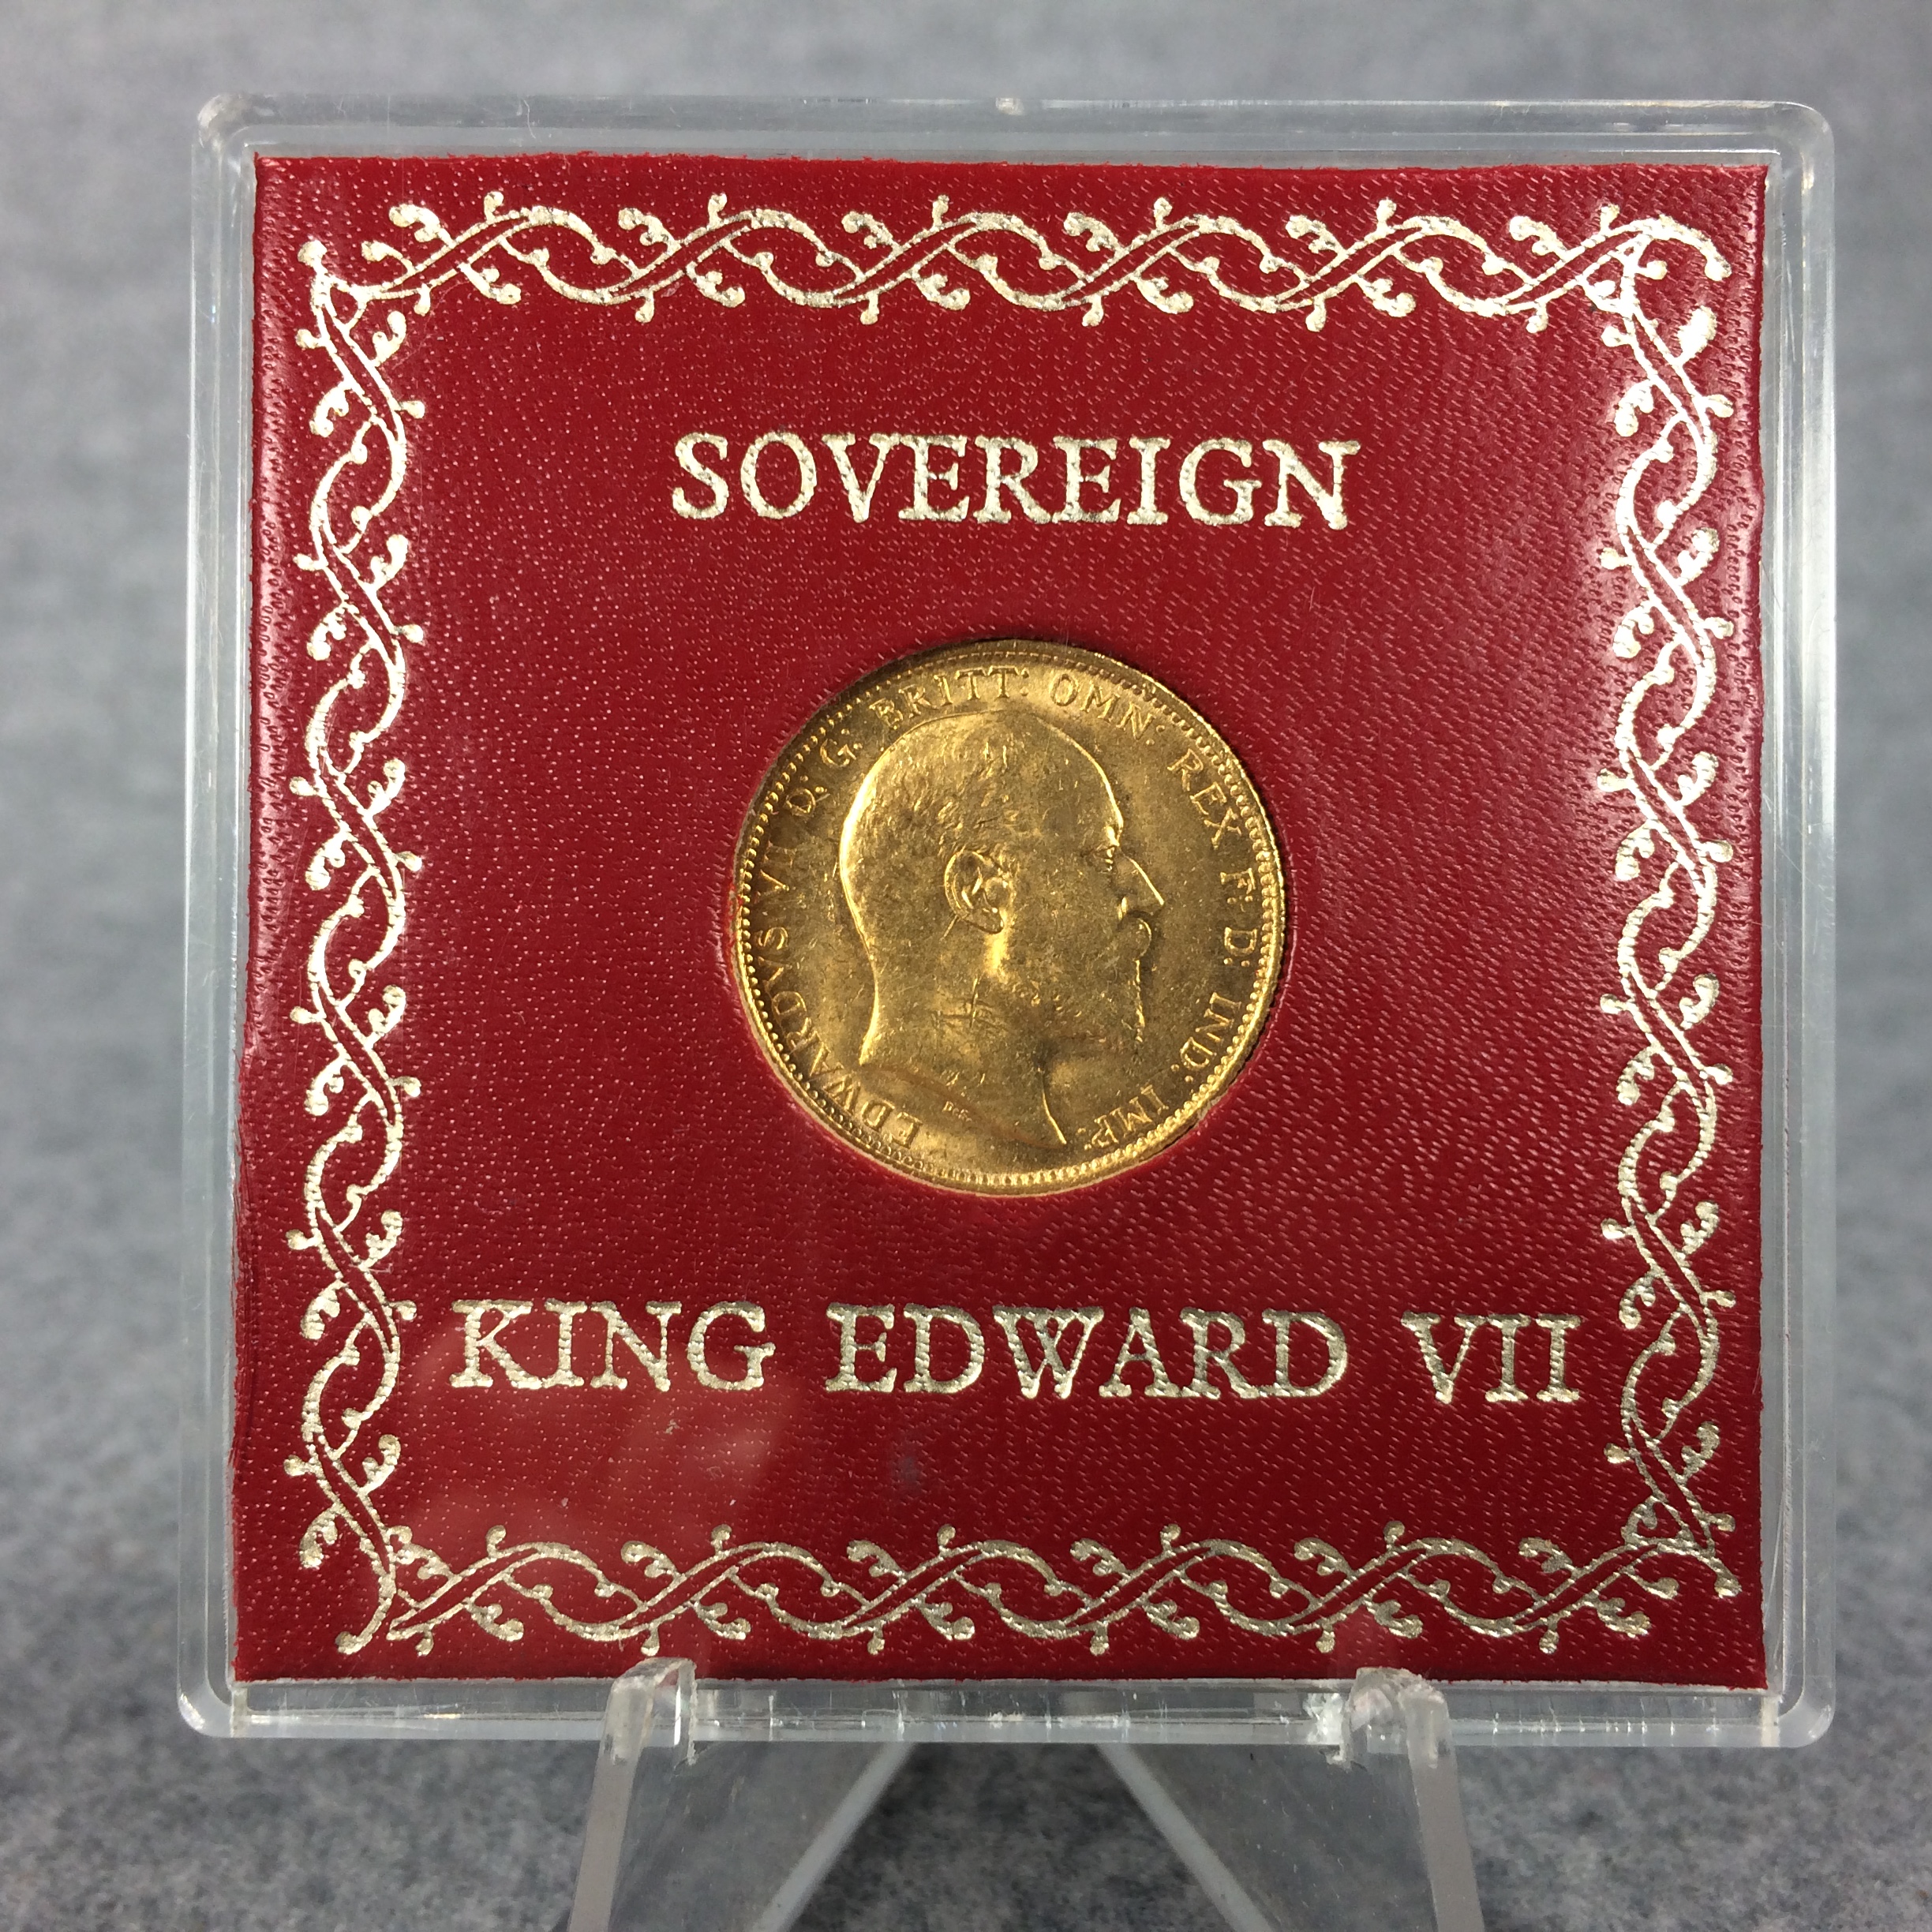 SOVEREIGN
EDWARDVS VII D: G: BRITT: OMN: REX F: D: IND: IMP:
KING EDWARD VII